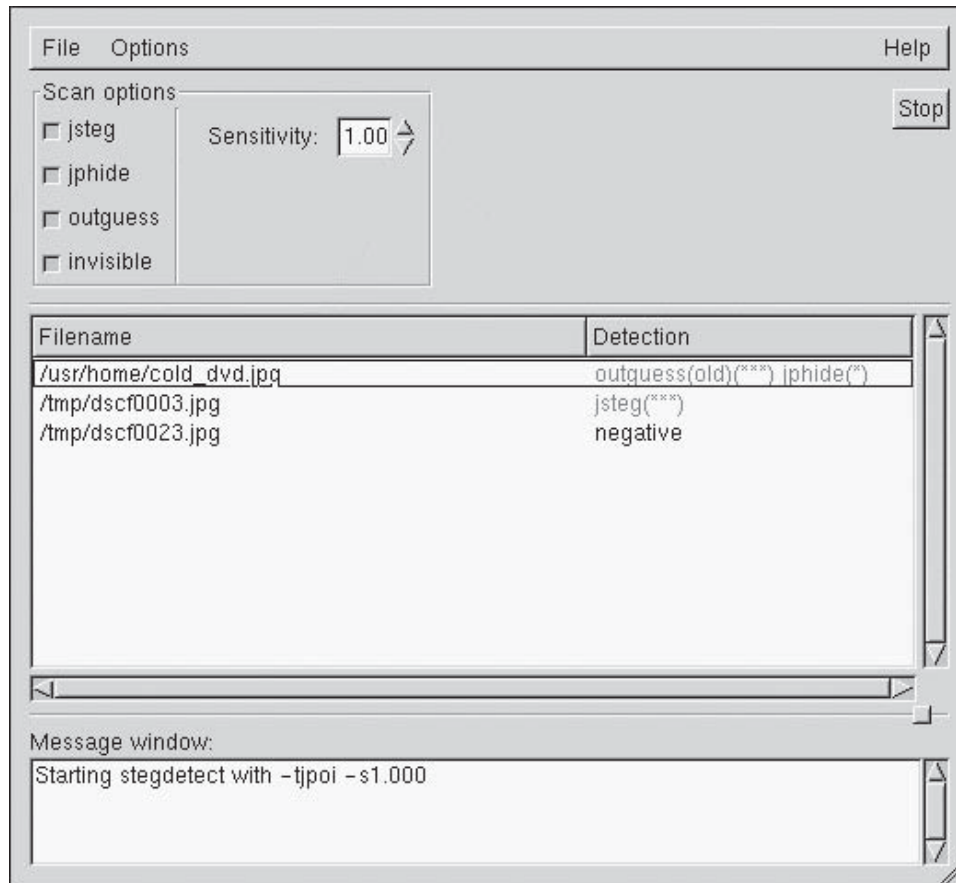 File Options Help
Scan options
Stop
jsteg
Sensitivity: 1.00
jphide
outguess
invisible
Filename Detection
/usr/home/cold_dvd.jpg outguess(old)(***) jphide(*)
/tmp/dscf0003.jpg jsteg(***)
/tmp/dscf0023.jpg negative
Message window:
Starting stegdetect with -tjpoi -s1.000